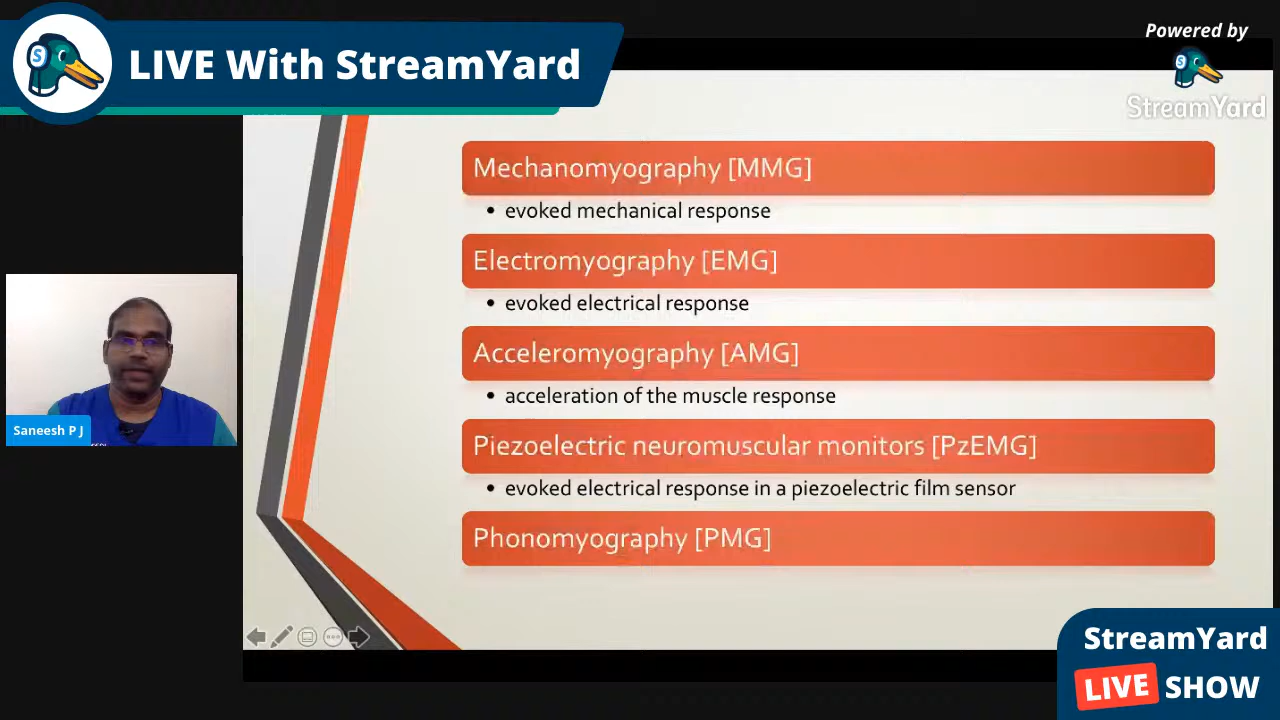 LIVE With StreamYard
Powered by
StreamYard
Mechanomyography [MMG]
• evoked mechanical response
Electromyography [EMG]
• evoked electrical response
Acceleromyography [AMG]
• acceleration of the muscle response
Piezoelectric neuromuscular monitors [PzEMG]
• evoked electrical response in a piezoelectric film sensor
Phonomyography [PMG]
Saneesh P J
StreamYard
LIVE SHOW